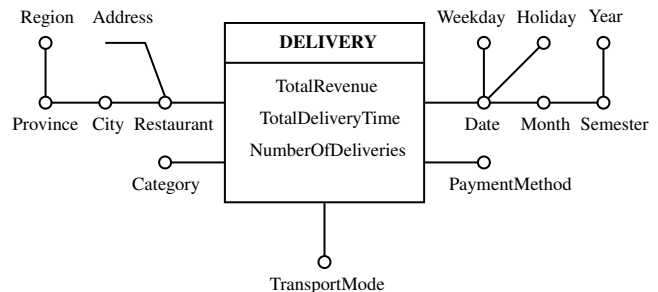 Region
Address
Weekday
Holiday
Year
DELIVERY
TotalRevenue
TotalDeliveryTime
NumberOfDeliveries
Province
City
Restaurant
Date
Month
Semester
Category
PaymentMethod
TransportMode